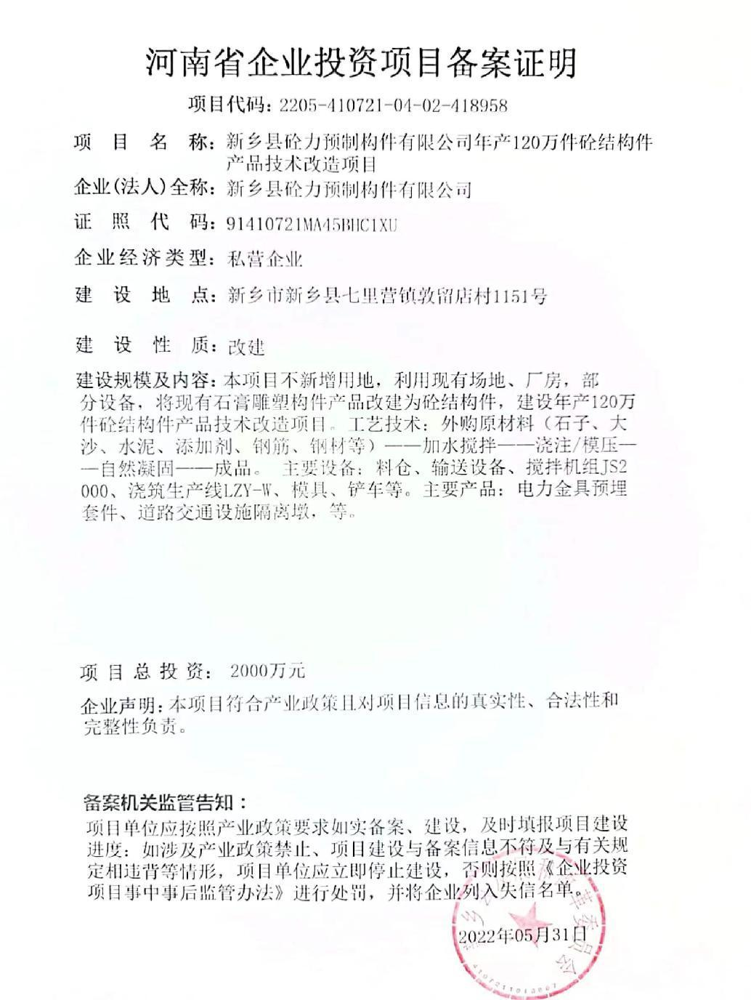 河南省企业投资项目备案证明
项目代码：2205-410721-04-02-418958
项目名称：新乡县砼力预制构件有限公司年产120万件砼结构件
产品技术改造项目
企业(法人)全称：新乡县砼力预制构件有限公司
证照代码：91410721MA45BHC1XU
企业经济类型：私营企业
建设地点：新乡市新乡县七里营镇敦留店村1151号
建设性质：改建
建设规模及内容：本项目不新增用地，利用现有场地、厂房，部
分设备，将现有石膏雕塑构件产品改建为砼结构件，建设年产120万
件砼结构件产品技术改造项目。工艺技术：外购原材料（石子、大
沙、水泥、添加剂、钢筋、钢材等）——加水搅拌——浇注/模压—
—自然凝固——成品。 主要设备：料仓、输送设备、搅拌机组JS2
000、浇筑生产线LZY-W、模具、铲车等。主要产品：电力金具预埋
套件、道路交通设施隔离墩，等。
项目总投资：2000万元
企业声明：本项目符合产业政策且对项目信息的真实性、合法性和
完整性负责。
备案机关监管告知：
项目单位应按照产业政策要求如实备案、建设，及时填报项目建设
进度：如涉及产业政策禁止、项目建设与备案信息不符及与有关规
定相违背等情形，项目单位应立即停止建设，否则按照《企业投资
项目事中事后监管办法》进行处罚，并将企业列入失信名单。
2022年05月31日